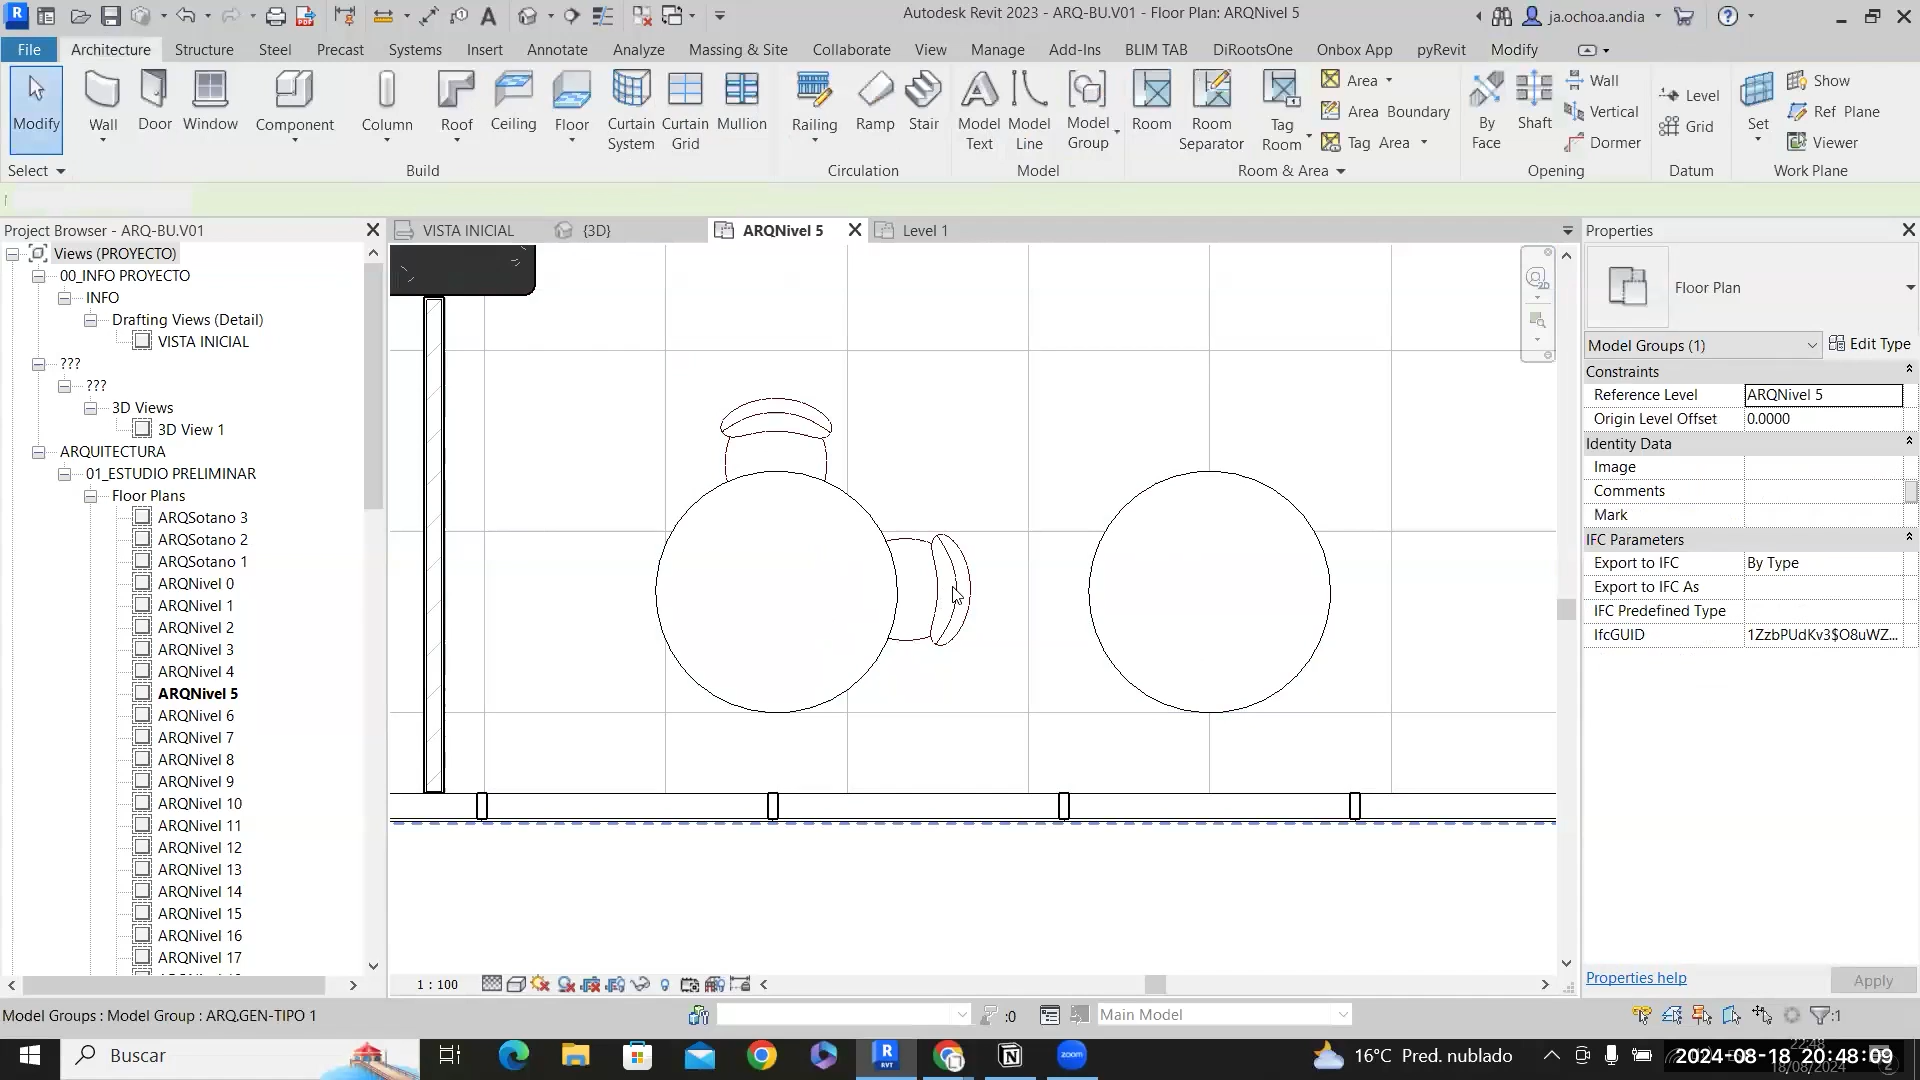 Autodesk Revit 2023 - ARQ-BU.V01 - Floor Plan: ARQNivel 5
ja.ochoa.andia
File Architecture Structure Steel Precast Systems Insert Annotate Analyze Massing & Site Collaborate View Manage Add-Ins BLIM TAB DiRootsOne Onbox App pyRevit Modify
Modify
Wall
Door
Window
Component
Column
Roof
Ceiling
Floor
Curtain System
Curtain Grid
Mullion
Railing
Ramp
Stair
Model Text
Model Line
Model Group
Room
Room Separator
Tag Room
Area
Area Boundary
Tag Area
By Face
Shaft
Wall
Vertical
Dormer
Level
Grid
Set
Show
Ref Plane
Viewer
Select
Build
Circulation
Model
Room & Area
Opening
Datum
Work Plane
Project Browser - ARQ-BU.V01
Views (PROYECTO)
00_INFO PROYECTO
INFO
Drafting Views (Detail)
VISTA INICIAL
???
???
3D Views
3D View 1
ARQUITECTURA
01_ESTUDIO PRELIMINAR
Floor Plans
ARQSotano 3
ARQSotano 2
ARQSotano 1
ARQNivel 0
ARQNivel 1
ARQNivel 2
ARQNivel 3
ARQNivel 4
ARQNivel 5
ARQNivel 6
ARQNivel 7
ARQNivel 8
ARQNivel 9
ARQNivel 10
ARQNivel 11
ARQNivel 12
ARQNivel 13
ARQNivel 14
ARQNivel 15
ARQNivel 16
ARQNivel 17
VISTA INICIAL
{3D}
ARQNivel 5
Level 1
2D
1 : 100
Properties
Floor Plan
Model Groups (1)
Edit Type
Constraints
Reference Level ARQNivel 5
Origin Level Offset 0.0000
Identity Data
Image
Comments
Mark
IFC Parameters
Export to IFC By Type
Export to IFC As
IFC Predefined Type
IfcGUID 1ZzbPUdKv3$O8uWZ...
Properties help
Apply
Model Groups : Model Group : ARQ.GEN-TIPO 1
:0
Main Model
:1
Buscar
zoom
16°C Pred. nublado
22:48
2024-08-18 20:48:09
18/08/2024